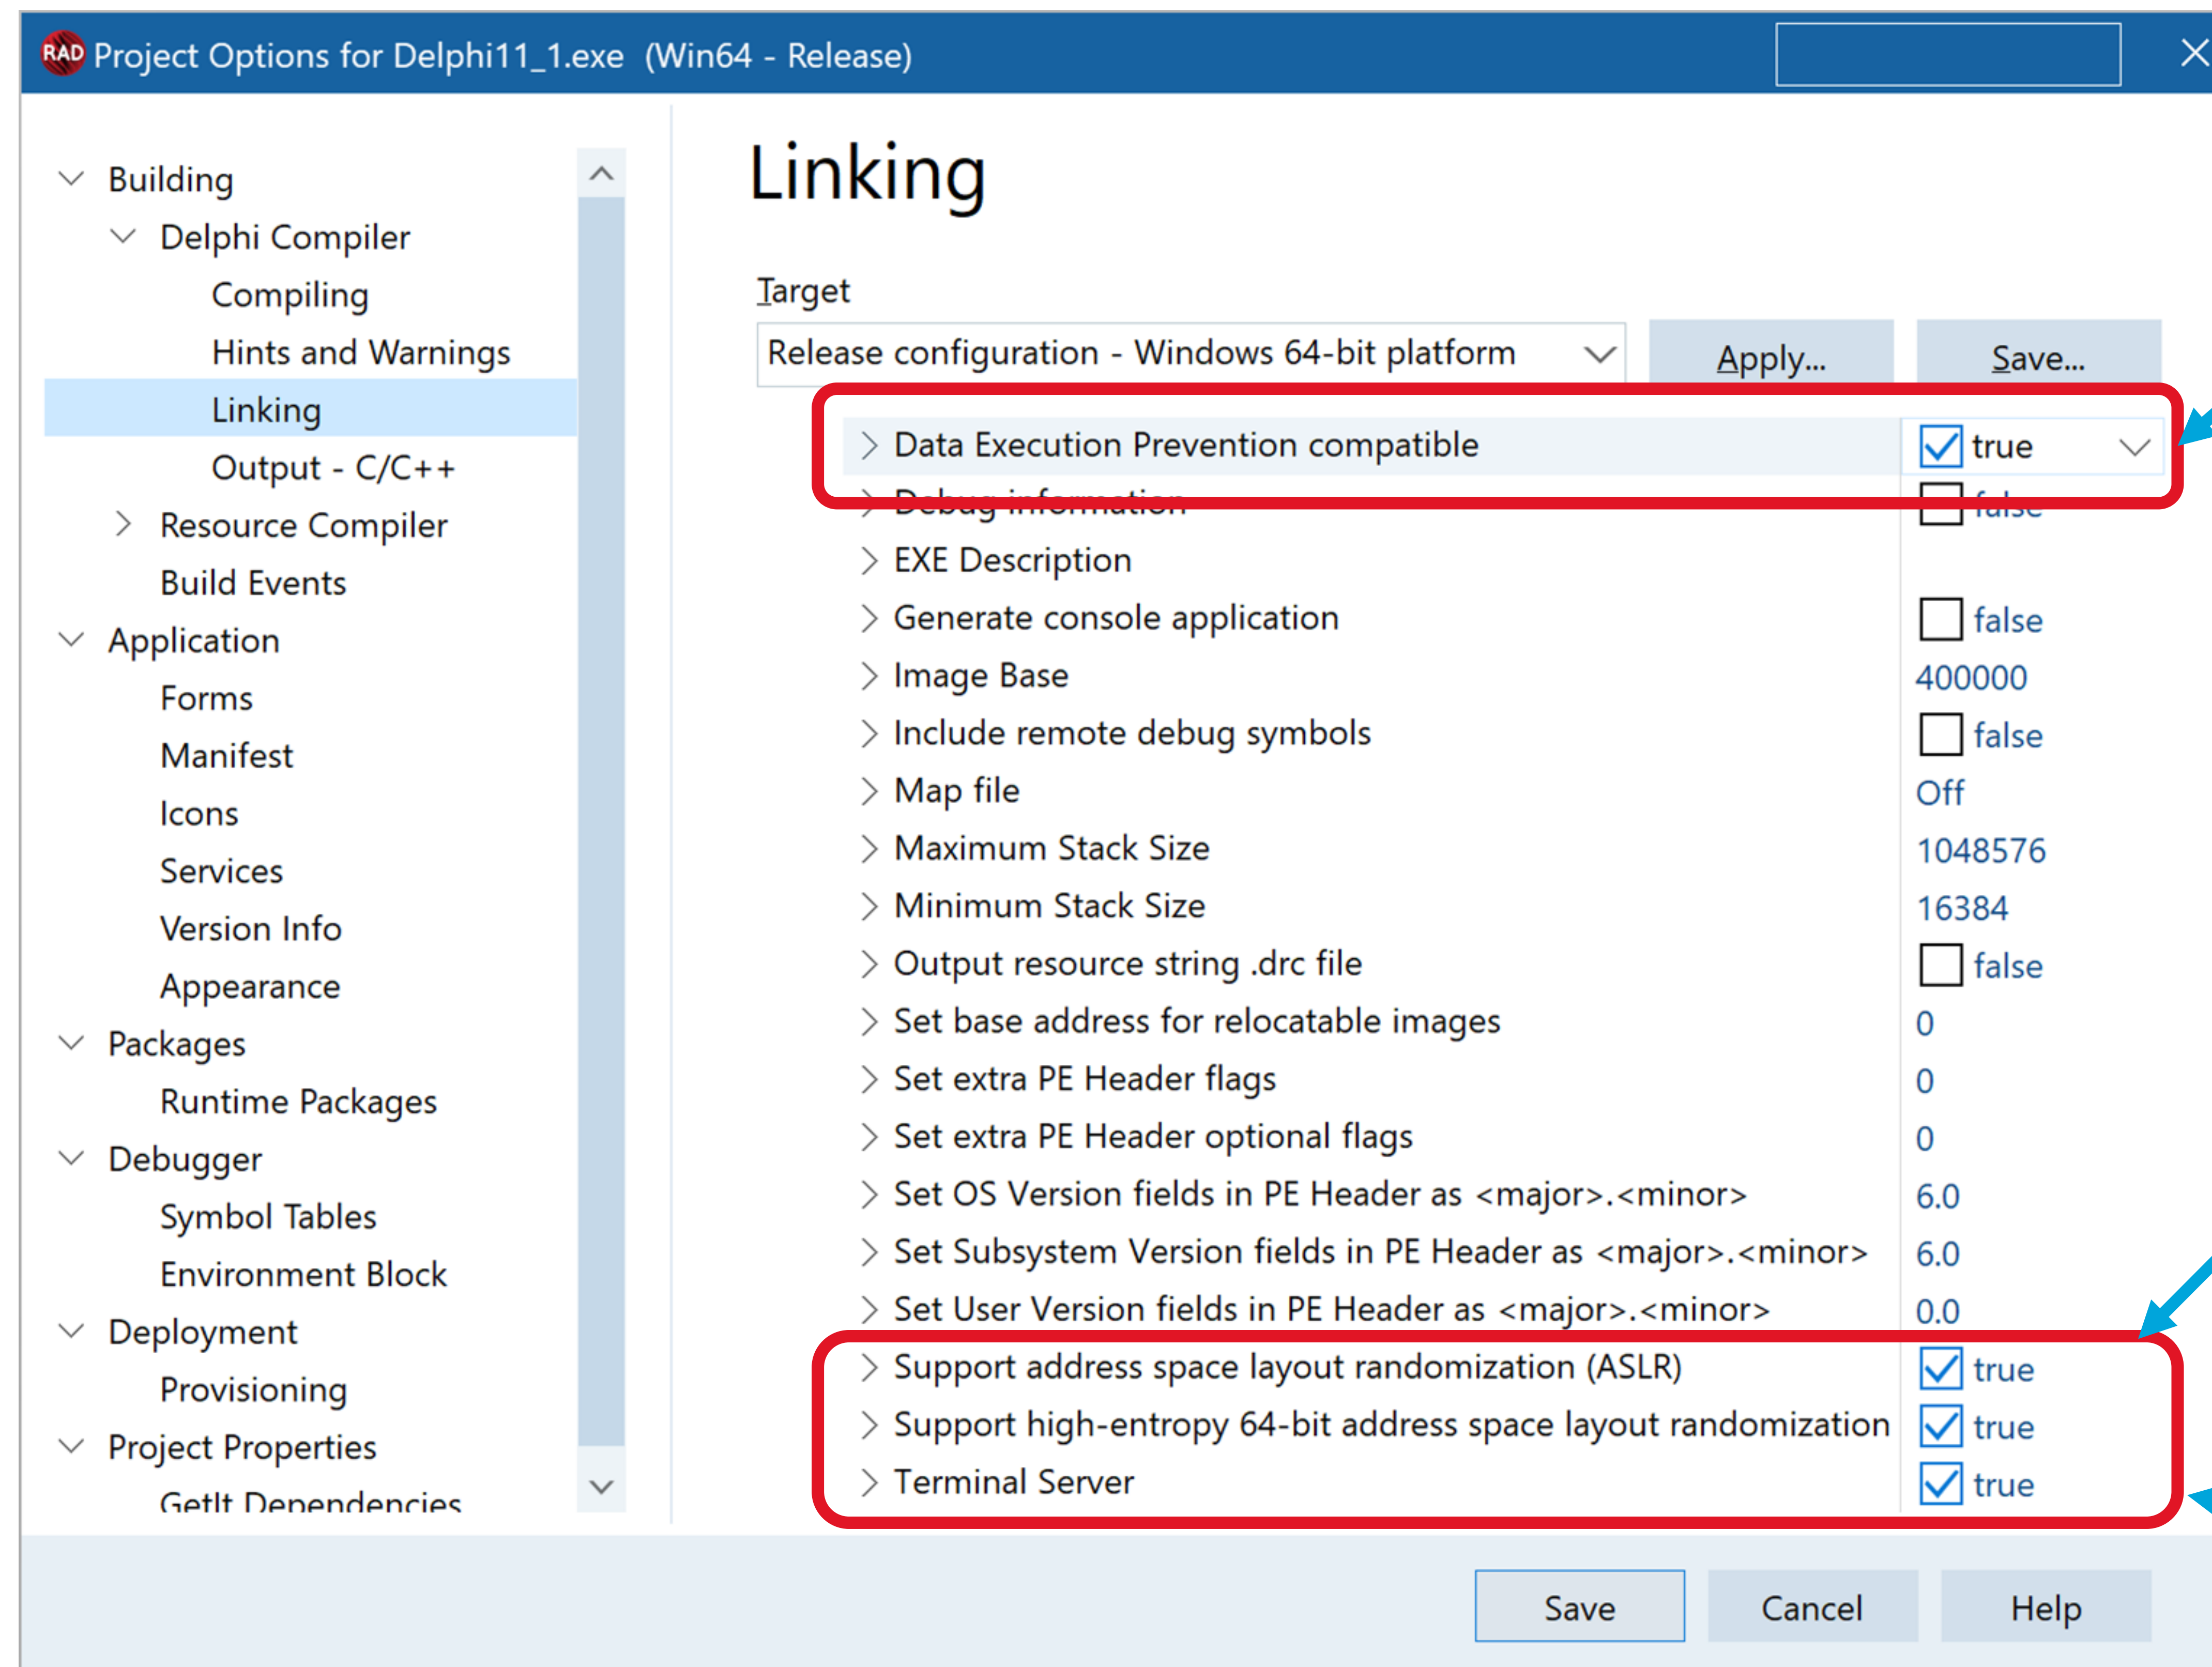 RAD Project Options for Delphi11_1.exe (Win64 - Release)
Building
Delphi Compiler
Compiling
Hints and Warnings
Linking
Output - C/C++
Resource Compiler
Build Events
Application
Forms
Manifest
Icons
Services
Version Info
Appearance
Packages
Runtime Packages
Debugger
Symbol Tables
Environment Block
Deployment
Provisioning
Project Properties
GetIt Dependencies
Linking
Target
Release configuration - Windows 64-bit platform Apply... Save...
Data Execution Prevention compatible true
Debug information false
EXE Description
Generate console application false
Image Base 400000
Include remote debug symbols false
Map file Off
Maximum Stack Size 1048576
Minimum Stack Size 16384
Output resource string .drc file false
Set base address for relocatable images 0
Set extra PE Header flags 0
Set extra PE Header optional flags 0
Set OS Version fields in PE Header as <major>.<minor> 6.0
Set Subsystem Version fields in PE Header as <major>.<minor> 6.0
Set User Version fields in PE Header as <major>.<minor> 0.0
Support address space layout randomization (ASLR) true
Support high-entropy 64-bit address space layout randomization true
Terminal Server true
Save Cancel Help